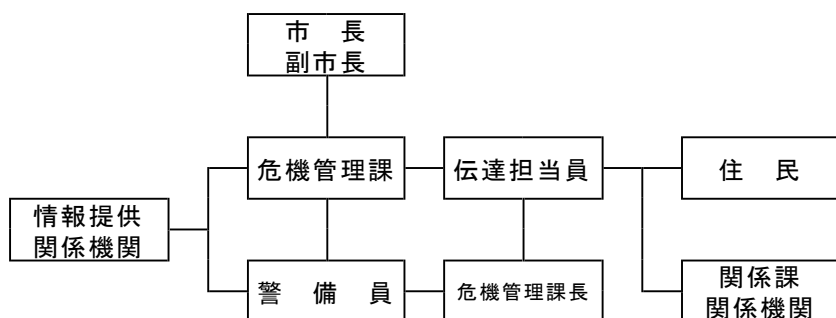 市　長
副市長
危機管理課
伝達担当員
住　民
情報提供
関係機関
警　備　員
危機管理課長
関係課
関係機関